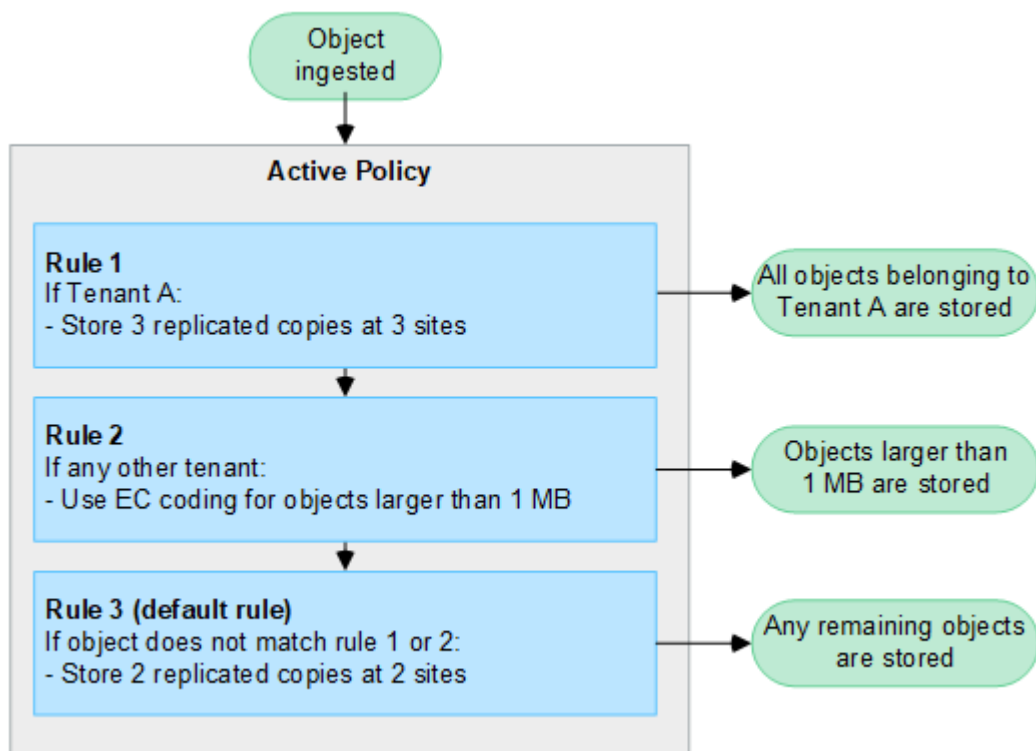 Object
ingested
Active Policy
Rule 1
If Tenant A:
- Store 3 replicated copies at 3 sites
All objects belonging to
Tenant A are stored
Rule 2
If any other tenant:
- Use EC coding for objects larger than 1 MB
Objects larger than
1 MB are stored
Rule 3 (default rule)
If object does not match rule 1 or 2:
- Store 2 replicated copies at 2 sites
Any remaining objects
are stored